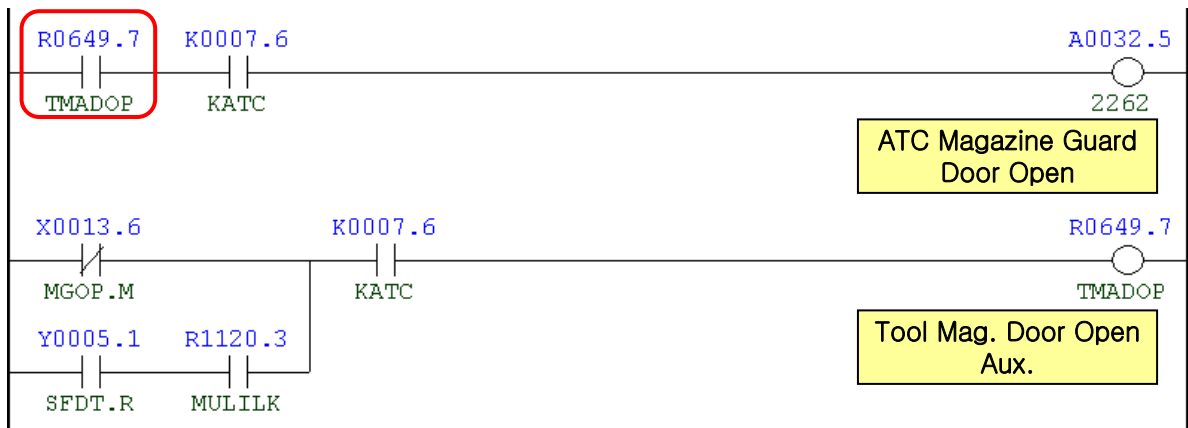 R0649.7 K0007.6 A0032.5
TMADOP KATC 2262
ATC Magazine Guard
Door Open
X0013.6 K0007.6 R0649.7
MGOP.M KATC TMADOP
Y0005.1 R1120.3
SFDT.R MULILK
Tool Mag. Door Open
Aux.